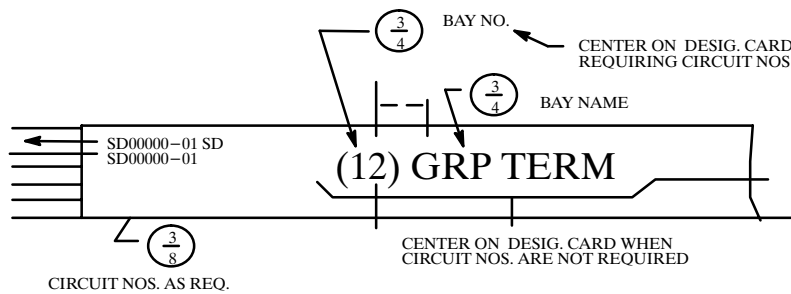 3
4
BAY NO.
CENTER ON DESIG. CARD
REQUIRING CIRCUIT NOS
3
4
BAY NAME
SD00000-01 SD
SD00000-01
(12) GRP TERM
3
8
CENTER ON DESIG. CARD WHEN
CIRCUIT NOS. ARE NOT REQUIRED
CIRCUIT NOS. AS REQ.